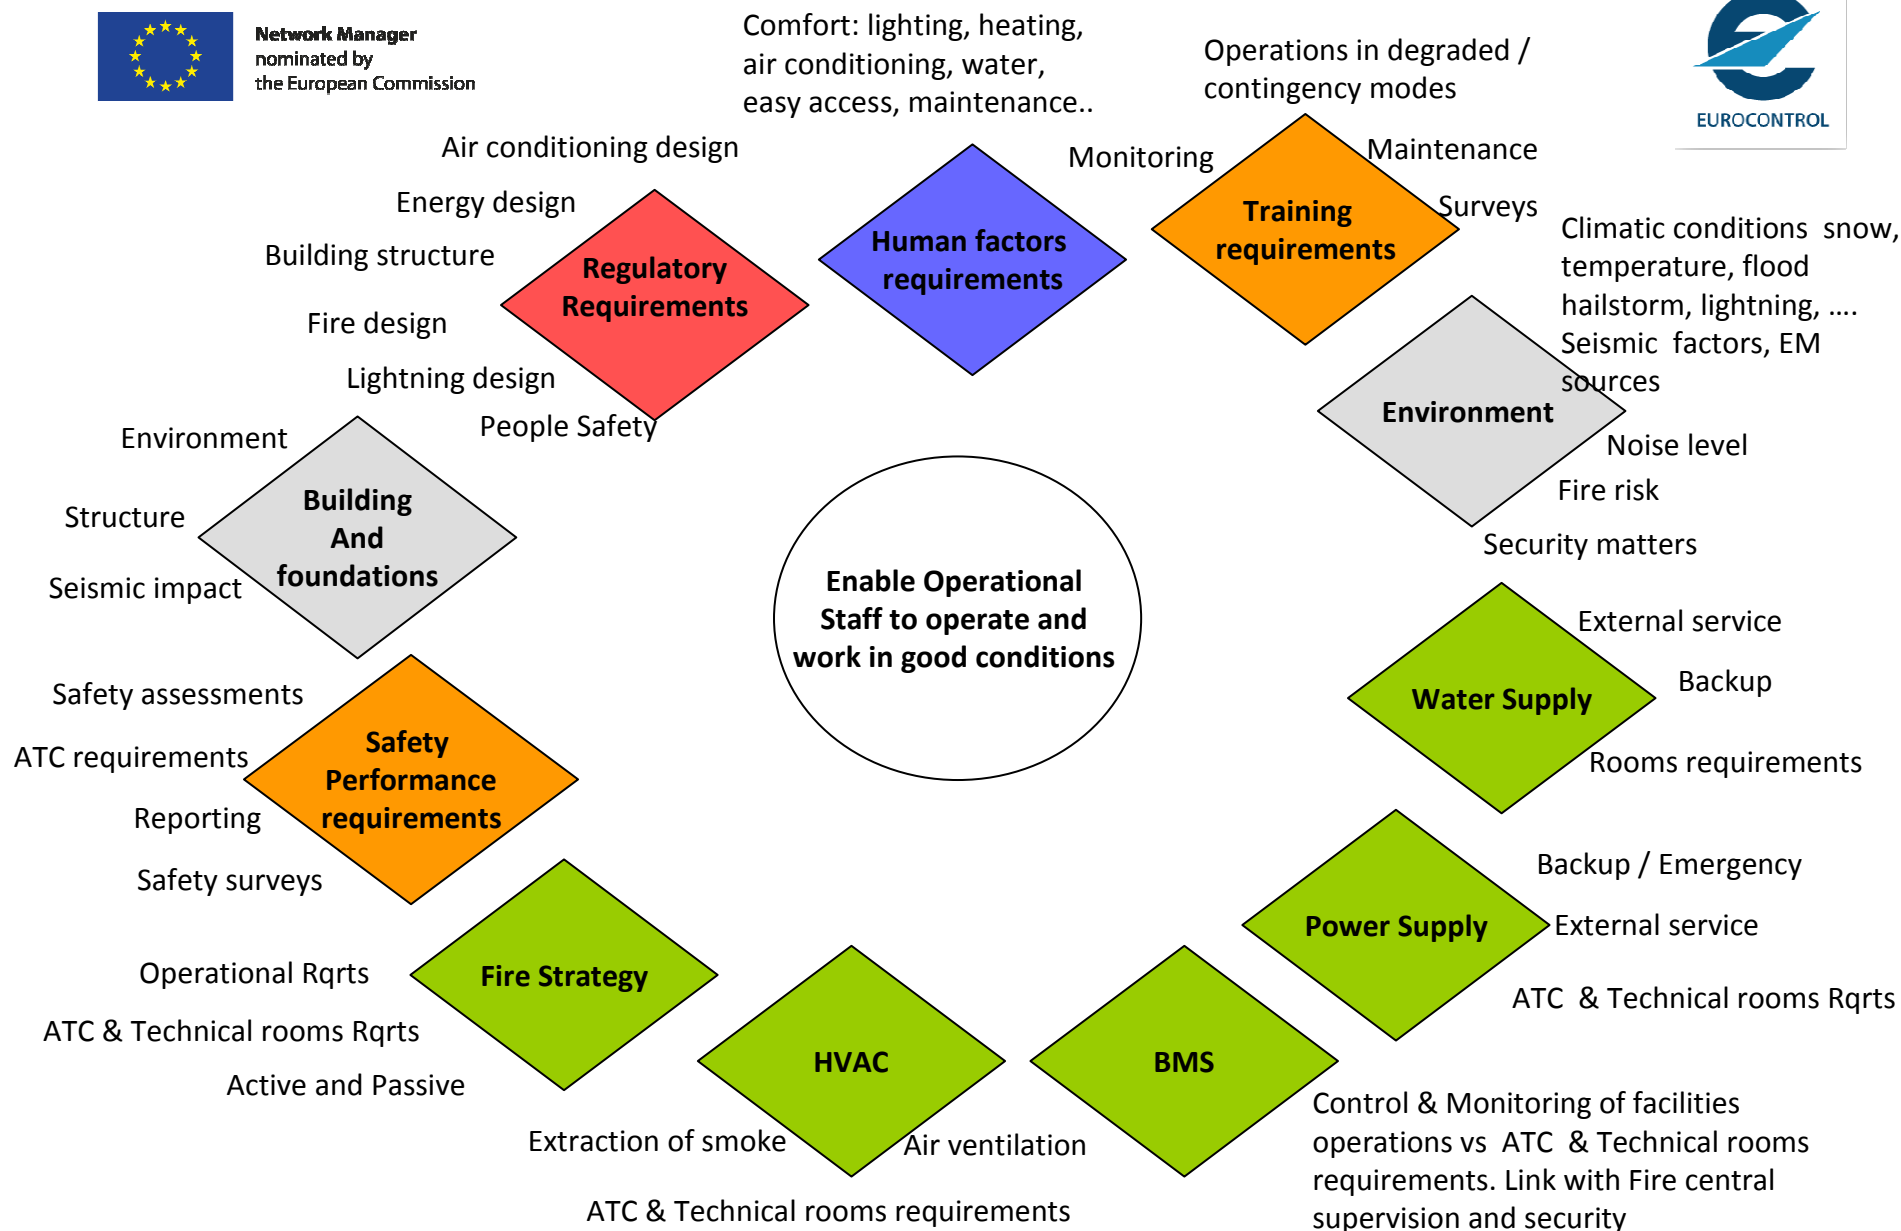 Network Manager
nominated by
the European Commission
Comfort: lighting, heating,
air conditioning, water,
easy access, maintenance..
Operations in degraded /
contingency modes
EUROCONTROL
Air conditioning design
Energy design
Building structure
Fire design
Lightning design
People Safety
Regulatory
Requirements
Human factors
requirements
Monitoring
Maintenance
Surveys
Training
requirements
Climatic conditions  snow,
temperature, flood
hailstorm, lightning, ....
Seismic  factors, EM
sources
Environment
Noise level
Fire risk
Security matters
Environment
Structure
Seismic impact
Building
And
foundations
Enable Operational
Staff to operate and
work in good conditions
External service
Backup
Rooms requirements
Water Supply
Safety assessments
ATC requirements
Reporting
Safety surveys
Safety
Performance
requirements
Backup / Emergency
External service
ATC  & Technical rooms Rqrts
Power Supply
Operational Rqrts
ATC & Technical rooms Rqrts
Active and Passive
Fire Strategy
HVAC
Extraction of smoke
Air ventilation
ATC & Technical rooms requirements
BMS
Control & Monitoring of facilities
operations vs  ATC  & Technical rooms
requirements. Link with Fire central
supervision and security